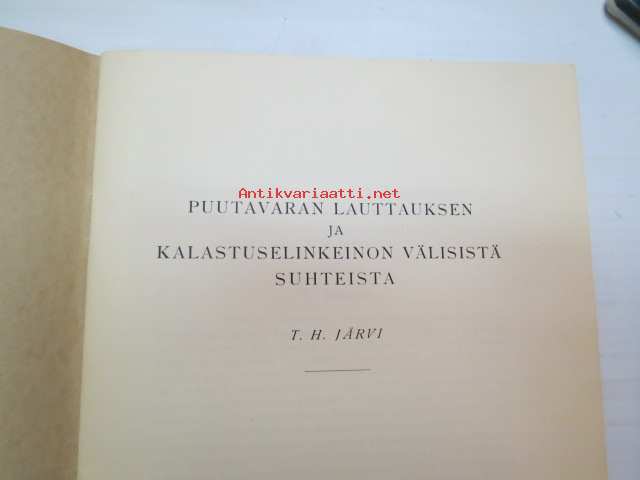 Antikvariaatti.net
PUUTAVARAN LAUTTAUKSEN
JA
KALASTUSELINKEINON VÄLISISTÄ
SUHTEISTA
T. H. JÄRVI